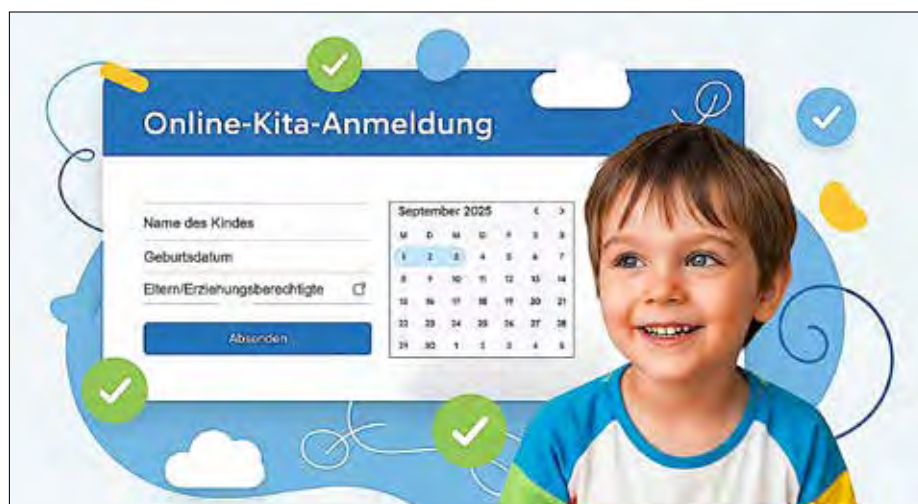 Online-Kita-Anmeldung
Name des Kindes
Geburtsdatum
Eltern/Erziehungsberechtigte
Absenden
September 2025 < >
M D M D F S S
1 2 3 4 5 6 7
8 9 10 11 12 13 14
15 16 17 18 19 20 21
22 23 24 25 26 27 28
29 30 1 2 3 4 5